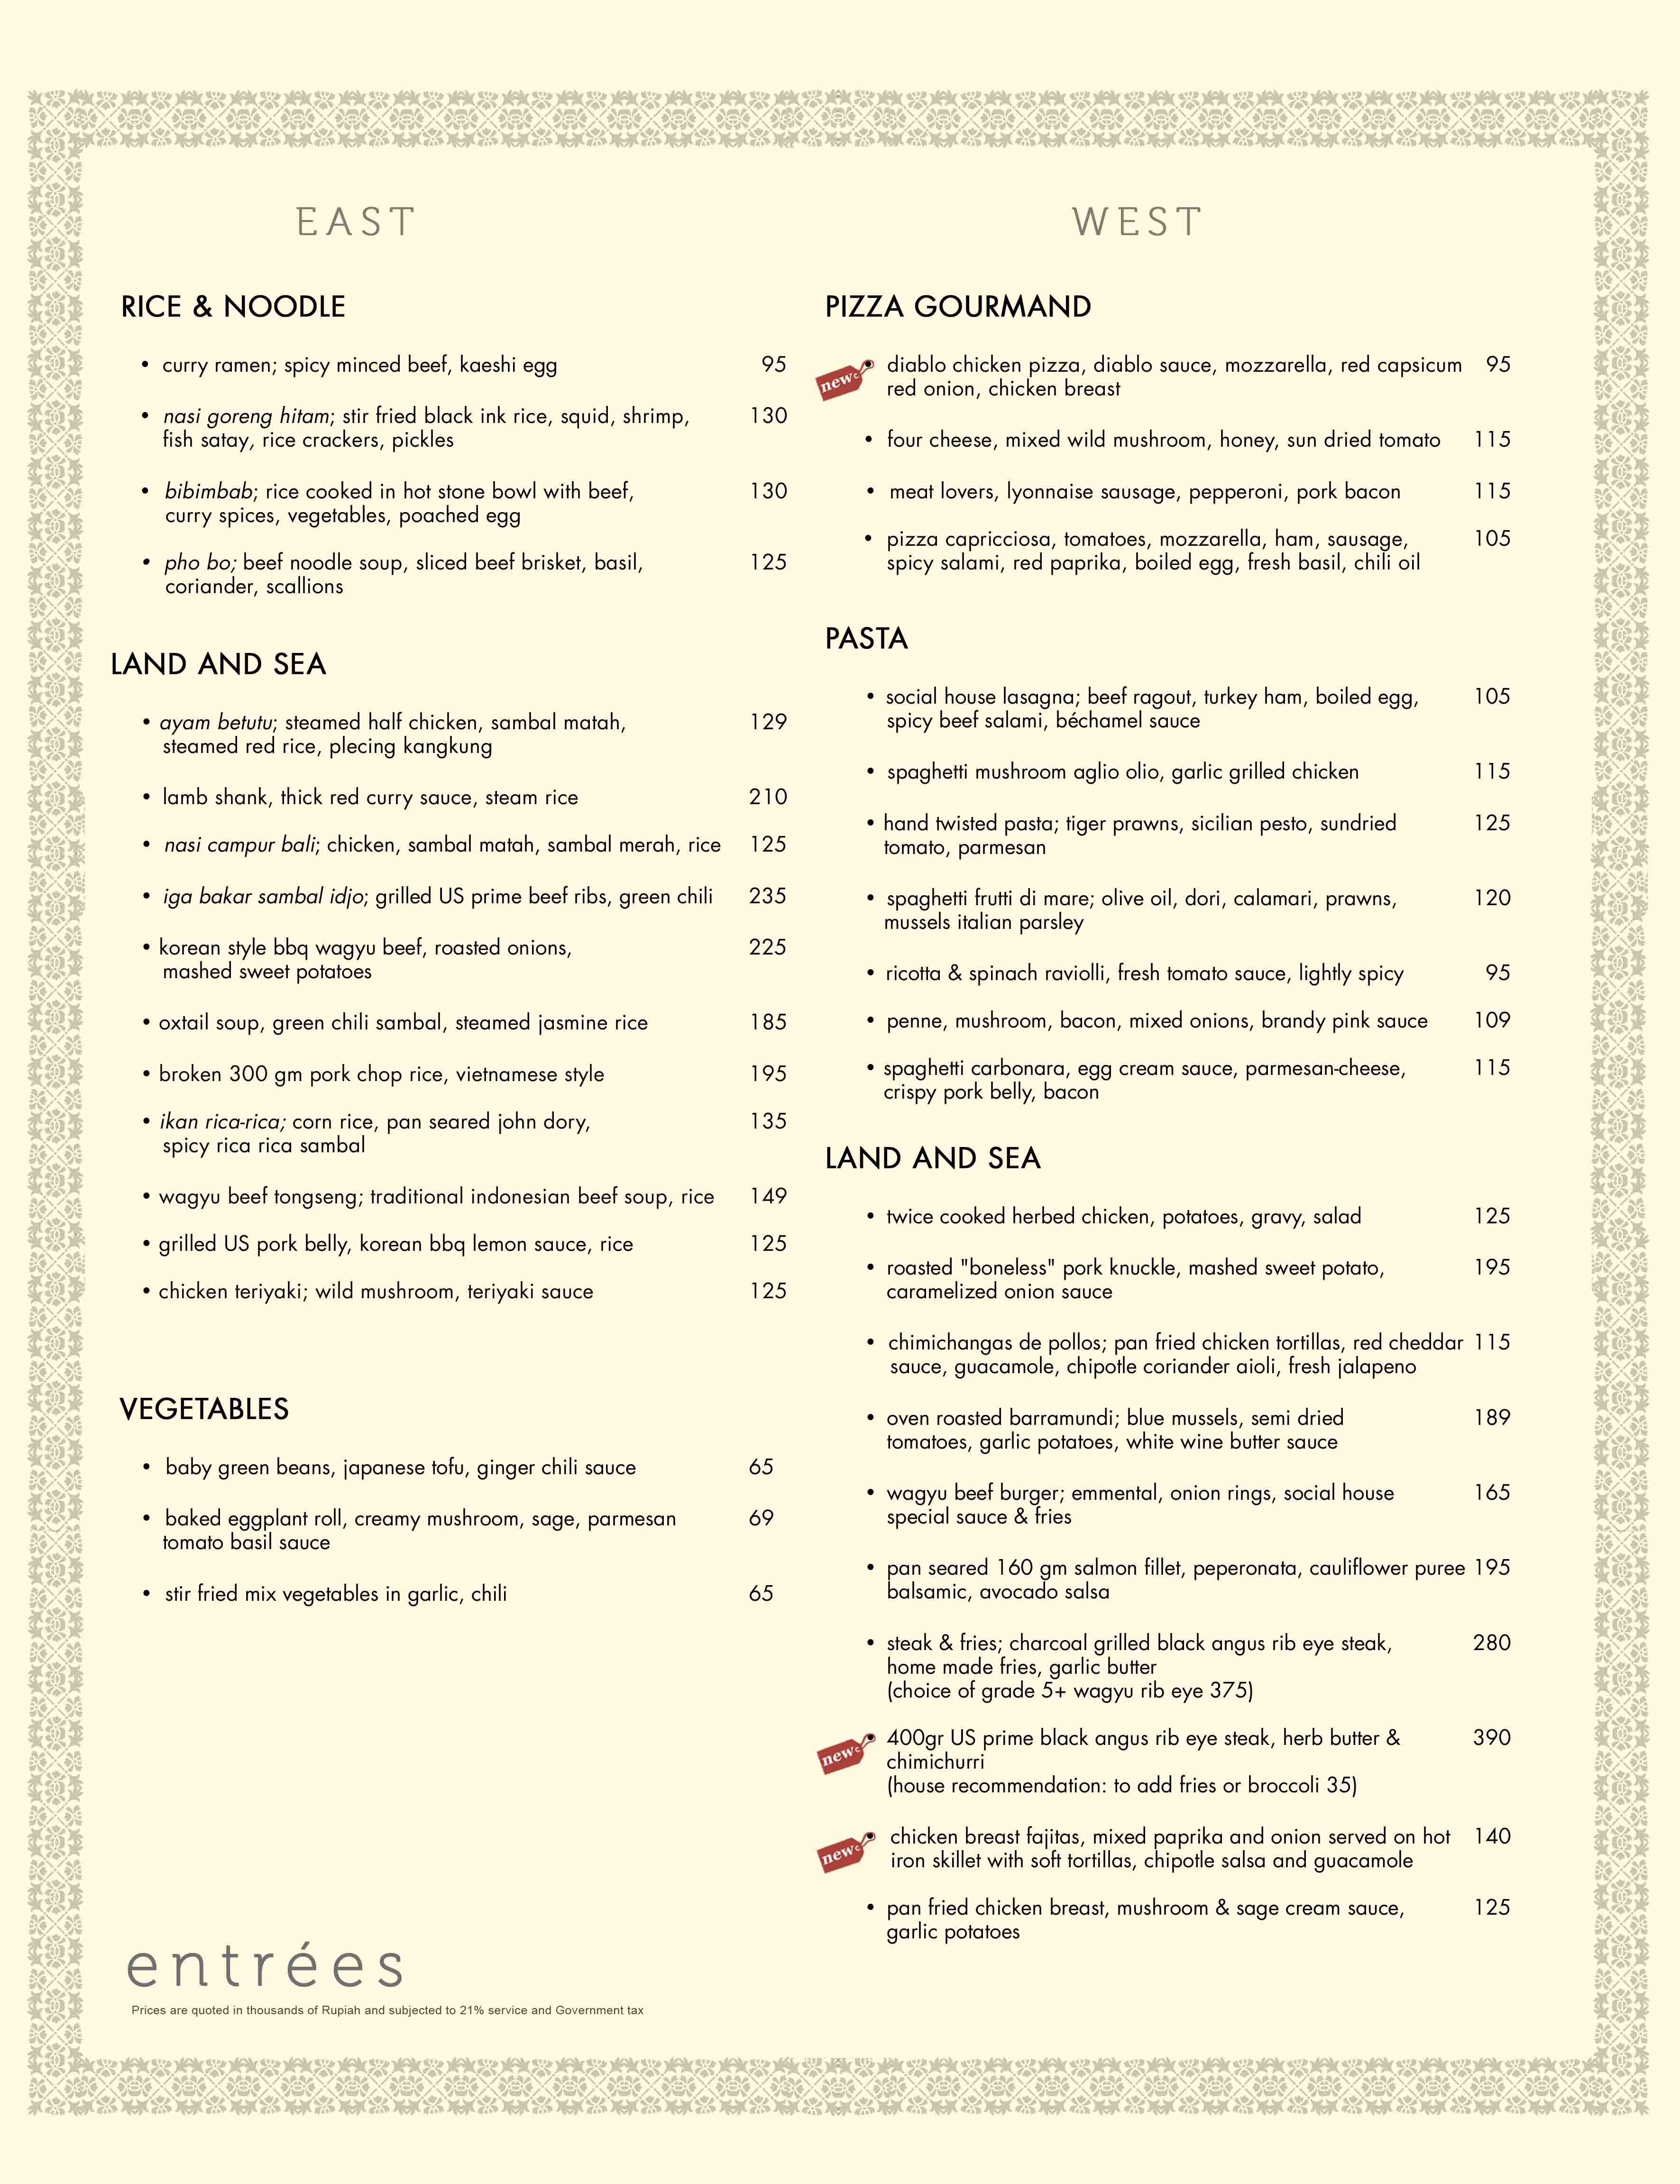 EAST
RICE & NOODLE
• curry ramen; spicy minced beef, kaeshi egg 95
• nasi goreng hitam; stir fried black ink rice, squid, shrimp, 130
fish satay, rice crackers, pickles
• bibimbab; rice cooked in hot stone bowl with beef, 130
curry spices, vegetables, poached egg
• pho bo; beef noodle soup, sliced beef brisket, basil, 125
coriander, scallions
LAND AND SEA
• ayam betutu; steamed half chicken, sambal matah, 129
steamed red rice, plecing kangkung
• lamb shank, thick red curry sauce, steam rice 210
• nasi campur bali; chicken, sambal matah, sambal merah, rice 125
• iga bakar sambal idjo; grilled US prime beef ribs, green chili 235
• korean style bbq wagyu beef, roasted onions, 225
mashed sweet potatoes
• oxtail soup, green chili sambal, steamed jasmine rice 185
• broken 300 gm pork chop rice, vietnamese style 195
• ikan rica-rica; corn rice, pan seared john dory, 135
spicy rica rica sambal
• wagyu beef tongseng; traditional indonesian beef soup, rice 149
• grilled US pork belly, korean bbq lemon sauce, rice 125
• chicken teriyaki; wild mushroom, teriyaki sauce 125
VEGETABLES
• baby green beans, japanese tofu, ginger chili sauce 65
• baked eggplant roll, creamy mushroom, sage, parmesan 69
tomato basil sauce
• stir fried mix vegetables in garlic, chili 65
WEST
PIZZA GOURMAND
new diablo chicken pizza, diablo sauce, mozzarella, red capsicum 95
red onion, chicken breast
• four cheese, mixed wild mushroom, honey, sun dried tomato 115
• meat lovers, lyonnaise sausage, pepperoni, pork bacon 115
• pizza capricciosa, tomatoes, mozzarella, ham, sausage, 105
spicy salami, red paprika, boiled egg, fresh basil, chili oil
PASTA
• social house lasagna; beef ragout, turkey ham, boiled egg, 105
spicy beef salami, béchamel sauce
• spaghetti mushroom aglio olio, garlic grilled chicken 115
• hand twisted pasta; tiger prawns, sicilian pesto, sundried 125
tomato, parmesan
• spaghetti frutti di mare; olive oil, dori, calamari, prawns, 120
mussels italian parsley
• ricotta & spinach raviolli, fresh tomato sauce, lightly spicy 95
• penne, mushroom, bacon, mixed onions, brandy pink sauce 109
• spaghetti carbonara, egg cream sauce, parmesan-cheese, 115
crispy pork belly, bacon
LAND AND SEA
• twice cooked herbed chicken, potatoes, gravy, salad 125
• roasted "boneless" pork knuckle, mashed sweet potato, 195
caramelized onion sauce
• chimichangas de pollos; pan fried chicken tortillas, red cheddar 115
sauce, guacamole, chipotle coriander aioli, fresh jalapeno
• oven roasted barramundi; blue mussels, semi dried 189
tomatoes, garlic potatoes, white wine butter sauce
• wagyu beef burger; emmental, onion rings, social house 165
special sauce & fries
• pan seared 160 gm salmon fillet, peperonata, cauliflower puree 195
balsamic, avocado salsa
• steak & fries; charcoal grilled black angus rib eye steak, 280
home made fries, garlic butter
(choice of grade 5+ wagyu rib eye 375)
new 400gr US prime black angus rib eye steak, herb butter & 390
chimichurri
(house recommendation: to add fries or broccoli 35)
new chicken breast fajitas, mixed paprika and onion served on hot 140
iron skillet with soft tortillas, chipotle salsa and guacamole
• pan fried chicken breast, mushroom & sage cream sauce, 125
garlic potatoes
entrées
Prices are quoted in thousands of Rupiah and subjected to 21% service and Government tax